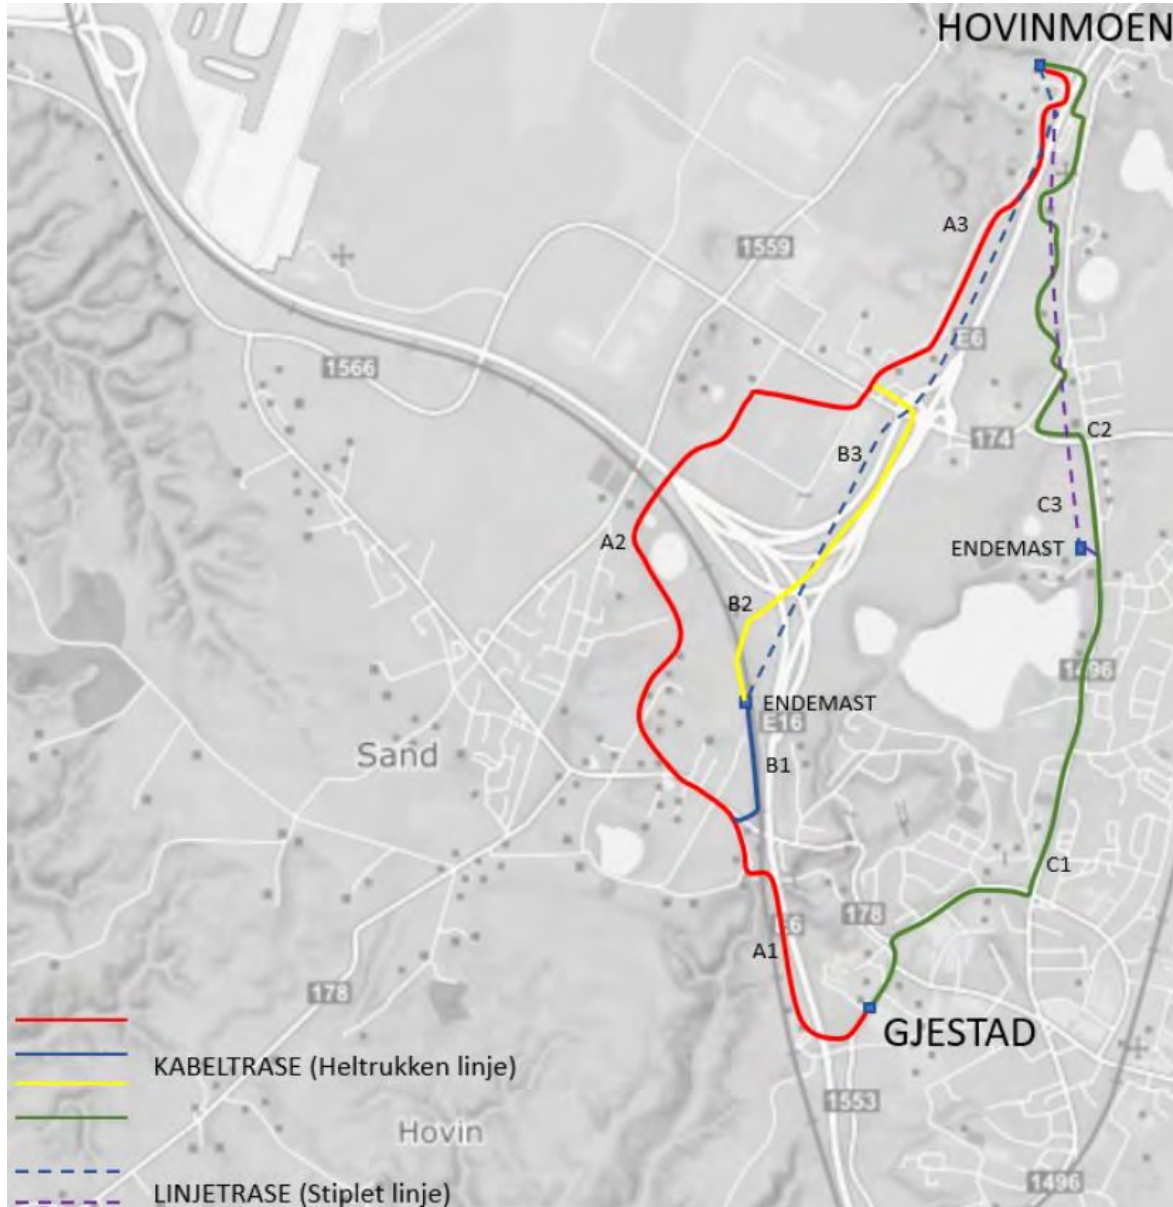 HOVINMOEN
A3
1559
E6
1566
C2
174
B3
C3
A2
ENDEMAST
B2
1496
ENDEMAST
E16
Sand
B1
C1
178
E6
A1
178
GJESTAD
KABELTRASE (Heltrukken linje)
1553
Hovin
1496
LINJETRASE (Stiplet linje)